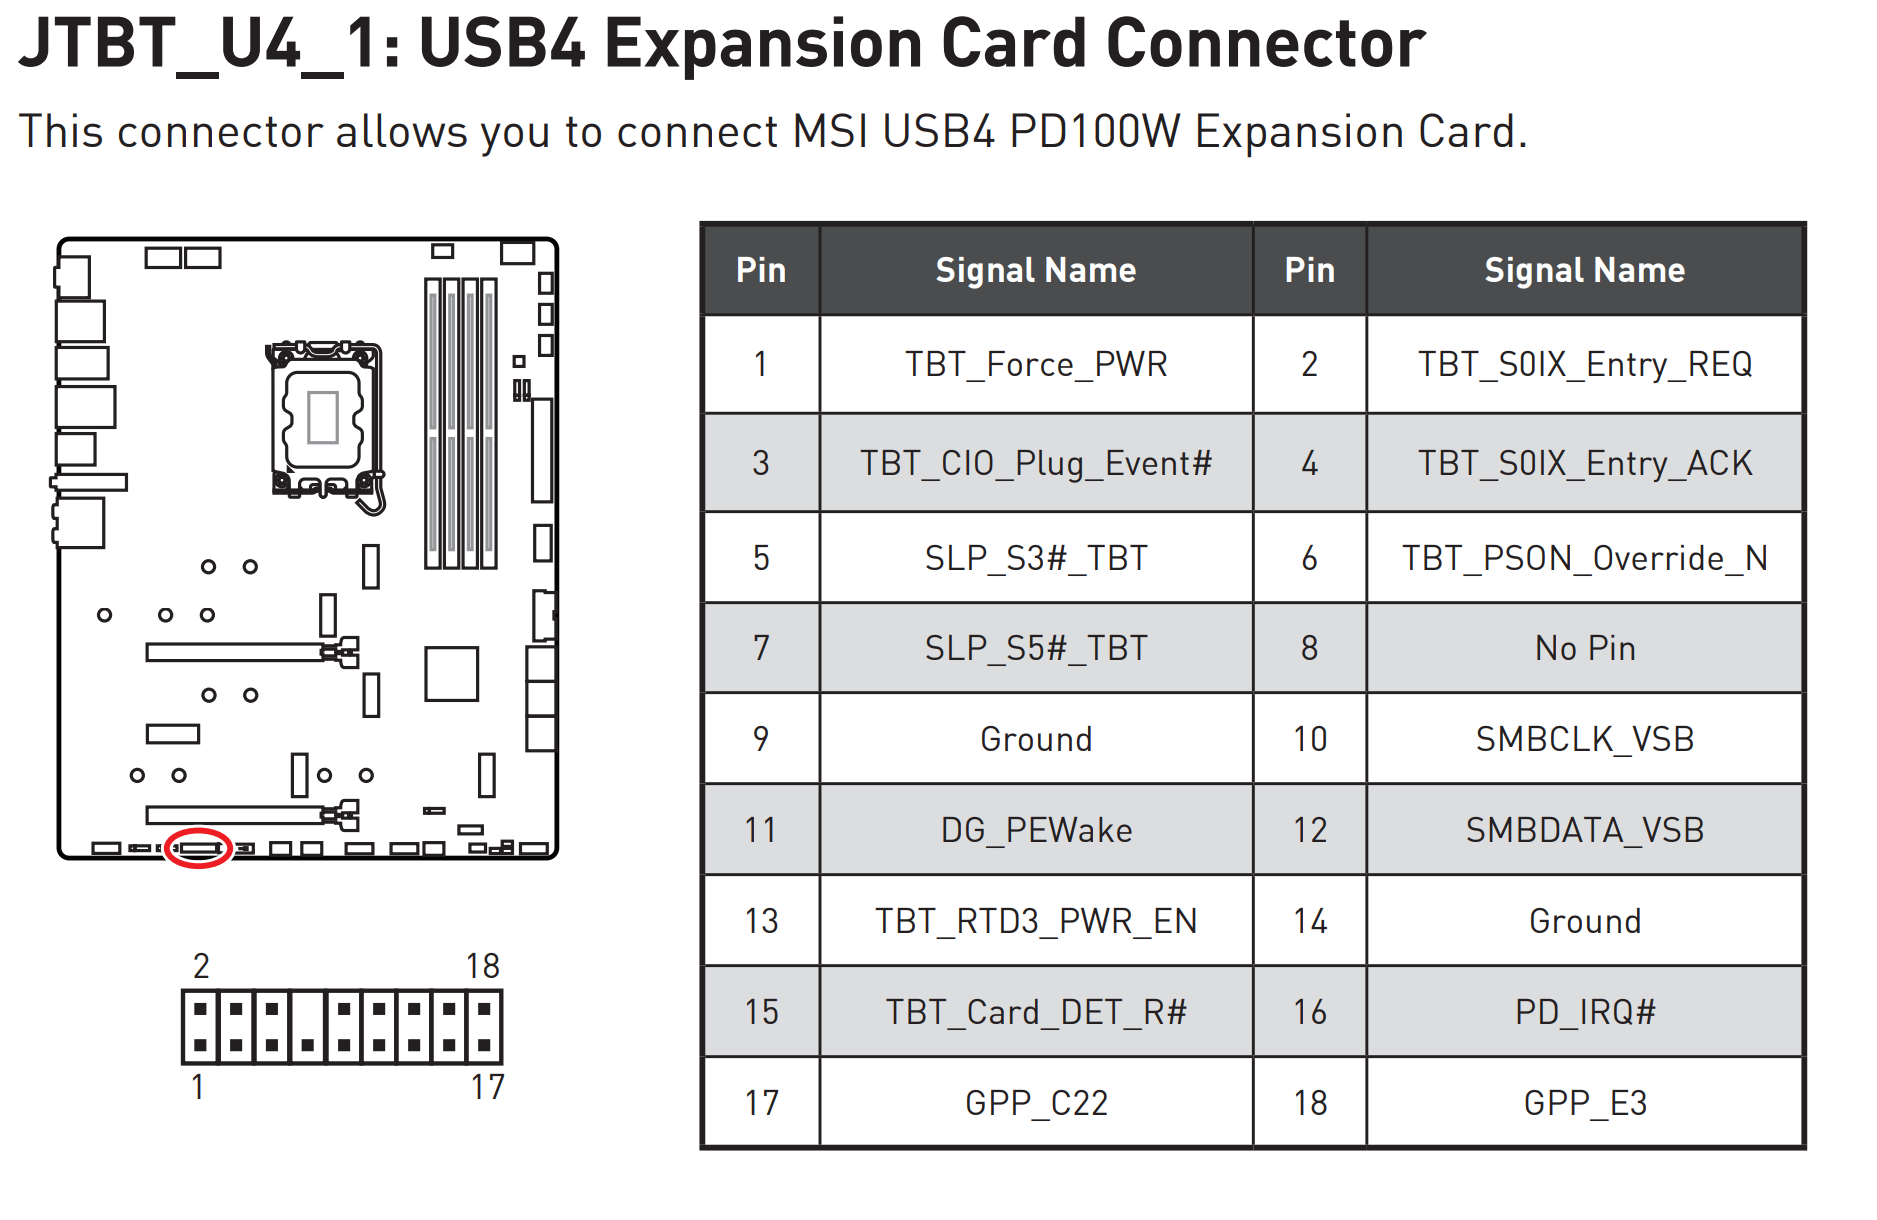 JTBT_U4_1: USB4 Expansion Card Connector
This connector allows you to connect MSI USB4 PD100W Expansion Card.
Pin Signal Name Pin Signal Name
1 TBT_Force_PWR 2 TBT_S0IX_Entry_REQ
3 TBT_CIO_Plug_Event# 4 TBT_S0IX_Entry_ACK
5 SLP_S3#_TBT 6 TBT_PSON_Override_N
7 SLP_S5#_TBT 8 No Pin
9 Ground 10 SMBCLK_VSB
11 DG_PEWake 12 SMBDATA_VSB
13 TBT_RTD3_PWR_EN 14 Ground
15 TBT_Card_DET_R# 16 PD_IRQ#
17 GPP_C22 18 GPP_E3
2 18
1 17